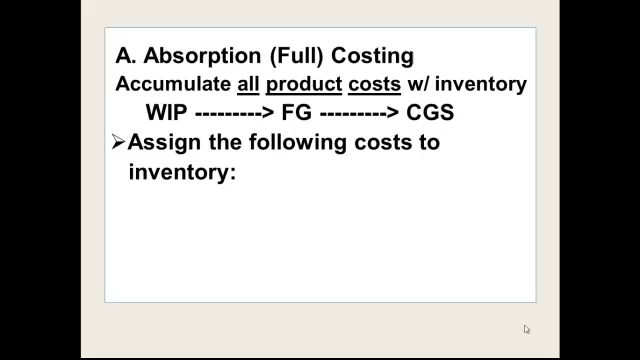 A. Absorption (Full) Costing
Accumulate all product costs w/ inventory
WIP ---------> FG ---------> CGS
➢Assign the following costs to
inventory: